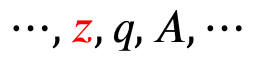 ⋯, z, q, A, ⋯